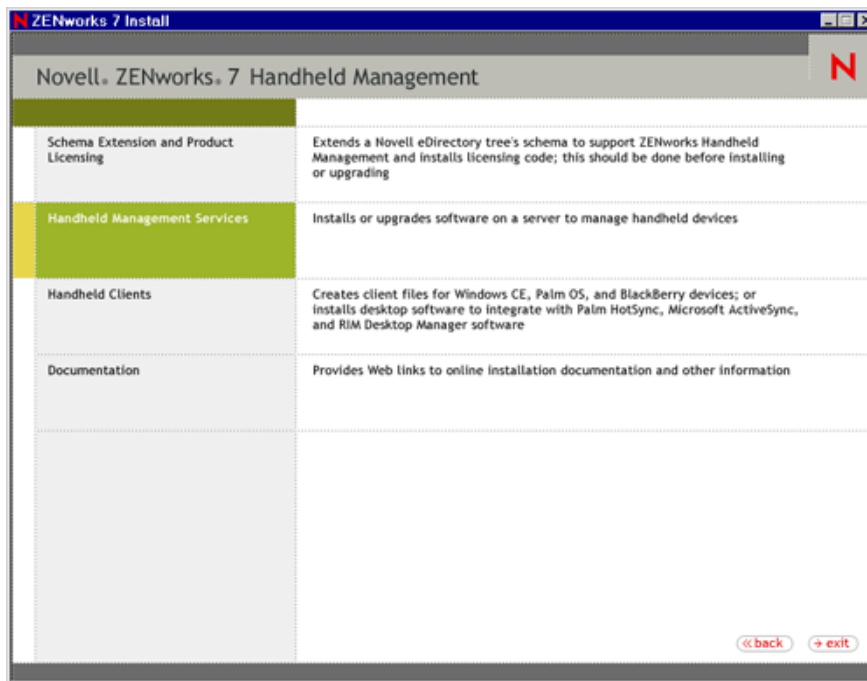 ZENworks 7 Install
Novell® ZENworks® 7 Handheld Management
N
Schema Extension and Product
Licensing
Extends a Novell eDirectory tree's schema to support ZENworks Handheld
Management and installs licensing code; this should be done before installing
or upgrading
Handheld Management Services
Installs or upgrades software on a server to manage handheld devices
Handheld Clients
Creates client files for Windows CE, Palm OS, and BlackBerry devices; or
installs desktop software to integrate with Palm HotSync, Microsoft ActiveSync,
and RIM Desktop Manager software
Documentation
Provides Web links to online installation documentation and other information
«back
→ exit